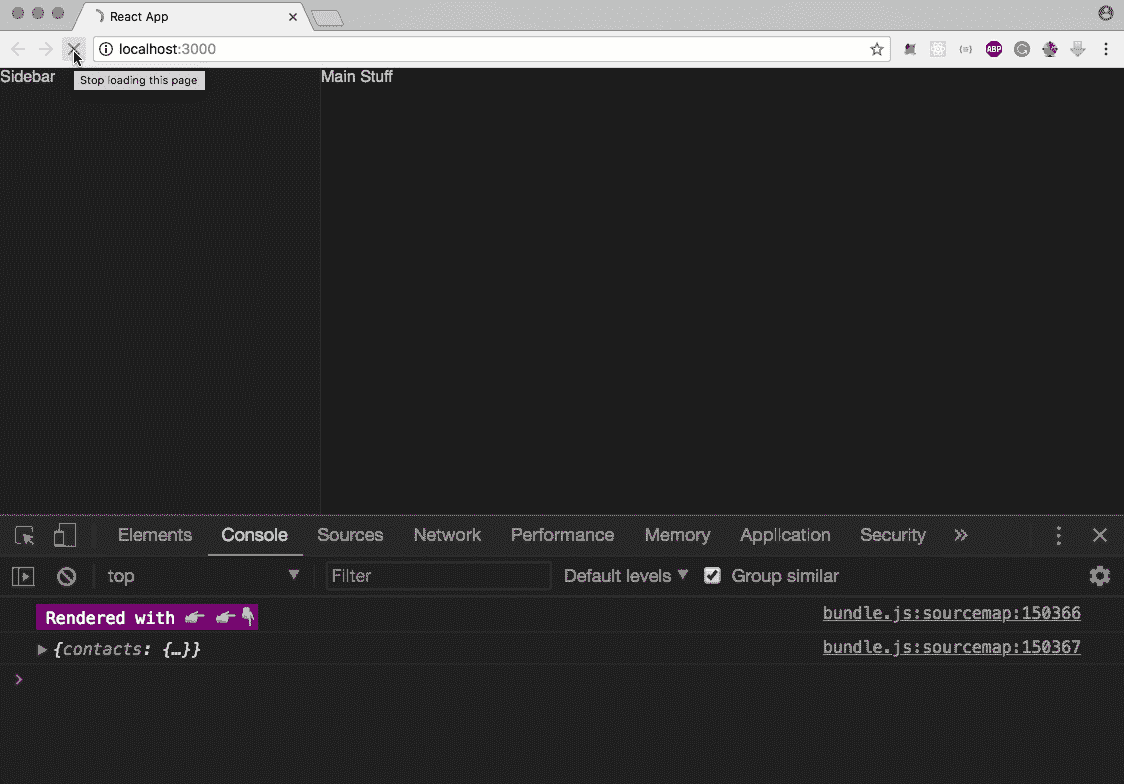 React App
localhost:3000
ABP
Sidebar
Stop loading this page
Main Stuff
Elements Console Sources Network Performance Memory Application Security »
top Filter Default levels ▼ Group similar
Rendered with 👉 👉👇 bundle.js:sourcemap:150366
▶ {contacts: {…}} bundle.js:sourcemap:150367